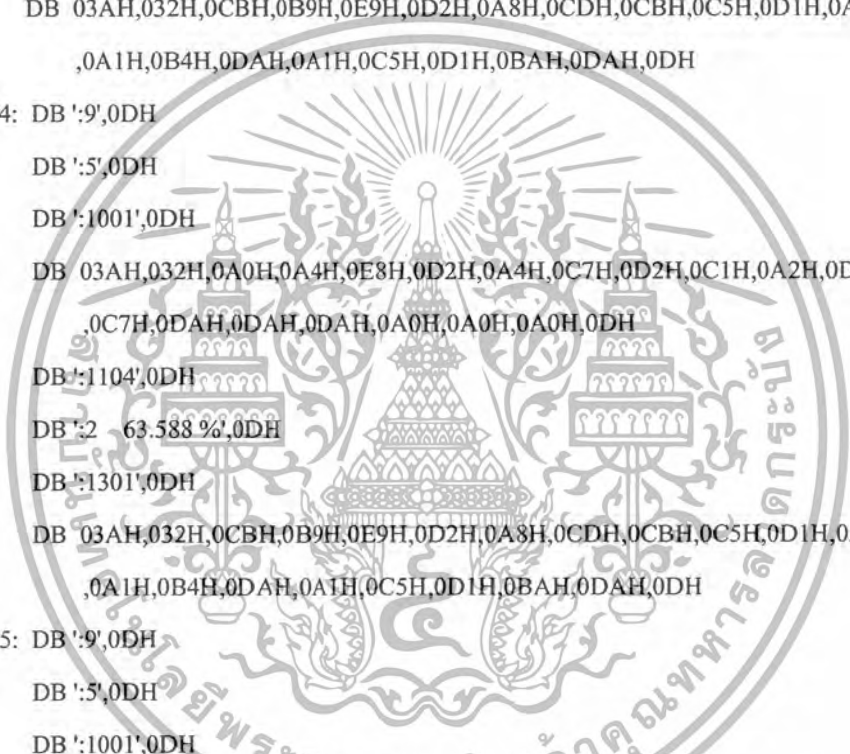 DB 03AH,032H,0CBH,0B9H,0E9H,0D2H,0A8H,0CDH,0CBH,0C5H,0D1H,0A
,0A1H,0B4H,0DAH,0A1H,0C5H,0D1H,0BAH,0DAH,0DH
4: DB ':9',0DH
DB ':5',0DH
DB ':1001',0DH
DB 03AH,032H,0A0H,0A4H,0E8H,0D2H,0A4H,0C7H,0D2H,0C1H,0A2H,0D
,0C7H,0DAH,0DAH,0DAH,0A0H,0A0H,0A0H,0DH
DB ':1104',0DH
DB ':2 63.588 %',0DH
DB ':1301',0DH
DB 03AH,032H,0CBH,0B9H,0E9H,0D2H,0A8H,0CDH,0CBH,0C5H,0D1H,0
,0A1H,0B4H,0DAH,0A1H,0C5H,0D1H,0BAH,0DAH,0DH
5: DB ':9',0DH
DB ':5',0DH
DB ':1001',0DH